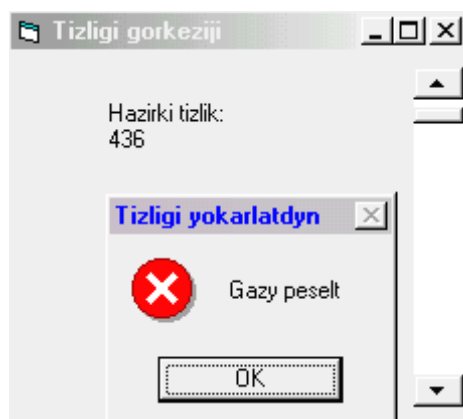 Tizligi gorkeziji
Hazirki tizlik:
436
Tizligi yokarlatdyn
Gazy peselt
OK